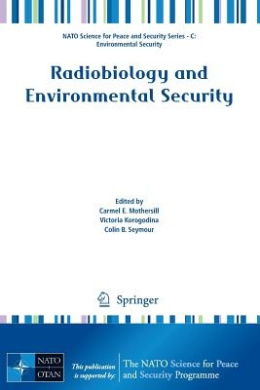 NATO Science for Peace and Security Series - C:
Environmental Security
Radiobiology and
Environmental Security
Edited by
Carmel E. Mothersill
Victoria Korogodina
Colin B. Seymour
Springer
NATO
OTAN
This publication
is supported by:
The NATO Science for Peace
and Security Programme